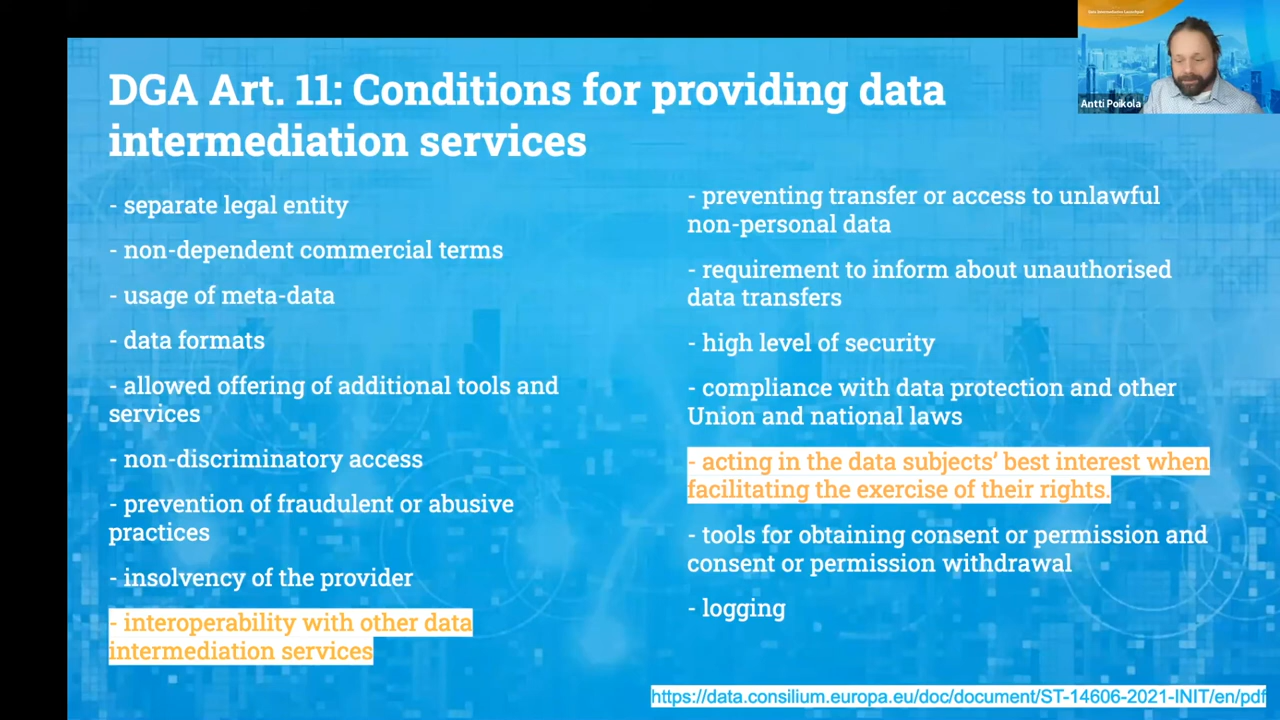 DGA Art. 11: Conditions for providing data
intermediation services
- separate legal entity
- non-dependent commercial terms
- usage of meta-data
- data formats
- allowed offering of additional tools and
services
- non-discriminatory access
- prevention of fraudulent or abusive
practices
- insolvency of the provider
- interoperability with other data
intermediation services
- preventing transfer or access to unlawful
non-personal data
- requirement to inform about unauthorised
data transfers
- high level of security
- compliance with data protection and other
Union and national laws
- acting in the data subjects’ best interest when
facilitating the exercise of their rights.
- tools for obtaining consent or permission and
consent or permission withdrawal
- logging
https://data.consilium.europa.eu/doc/document/ST-14606-2021-INIT/en/pdf
Antti Poikola